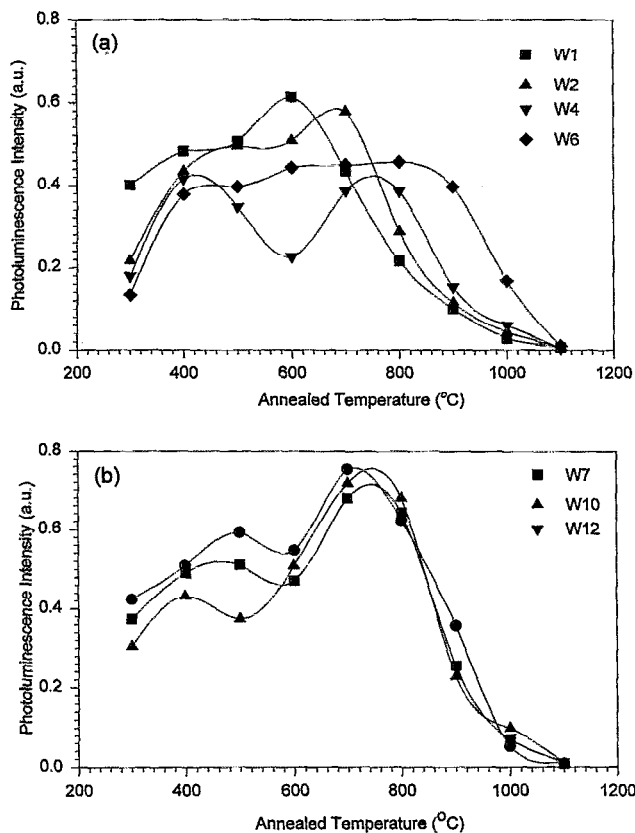 (a)
W1
W2
W4
W6
Photoluminescence Intensity (a.u.)
0.8
0.6
0.4
0.2
0.0
200 400 600 800 1000 1200
Annealed Temperature (°C)
(b)
W7
W10
W12
Photoluminescence Intensity (a.u.)
0.8
0.6
0.4
0.2
0.0
200 400 600 800 1000 1200
Annealed Temperature (°C)